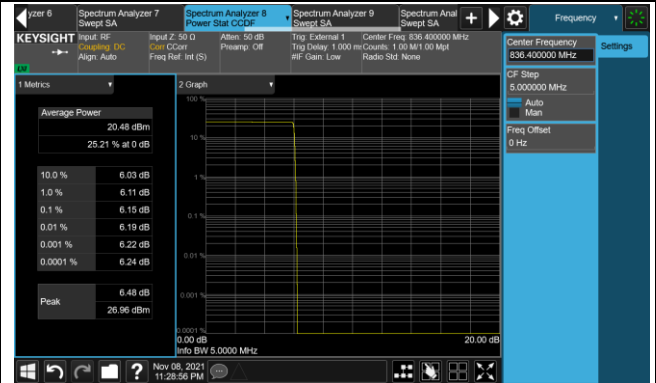 yzer 6
Spectrum Analyzer 7
Swept SA
Spectrum Analyzer 8
Power Stat CCDF
Spectrum Analyzer 9
Swept SA
Spectrum Anal
Swept SA
Frequency
KEYSIGHT
Input: RF
Coupling: DC
Align: Auto
Input Z: 50 Ω
Corr CCorr
Freq Ref: Int (S)
Atten: 50 dB
Preamp: Off
Trig: External 1
Trig Delay: 1.000 ms
#IF Gain: Low
Center Freq: 836.400000 MHz
Counts: 1.00 M/1.00 Mpt
Radio Std: None
LXI
Center Frequency
836.400000 MHz
Settings
CF Step
5.000000 MHz
Auto
Man
Freq Offset
0 Hz
1 Metrics
Average Power
20.48 dBm
25.21 % at 0 dB
10.0 % 6.03 dB
1.0 % 6.11 dB
0.1 % 6.15 dB
0.01 % 6.19 dB
0.001 % 6.22 dB
0.0001 % 6.24 dB
Peak
6.48 dB
26.96 dBm
2 Graph
100 %
10 %
1 %
0.1 %
0.01 %
0.001 %
0.0001 %
0.00 dB
20.00 dB
Info BW 5.0000 MHz
Nov 08, 2021
11:28:56 PM